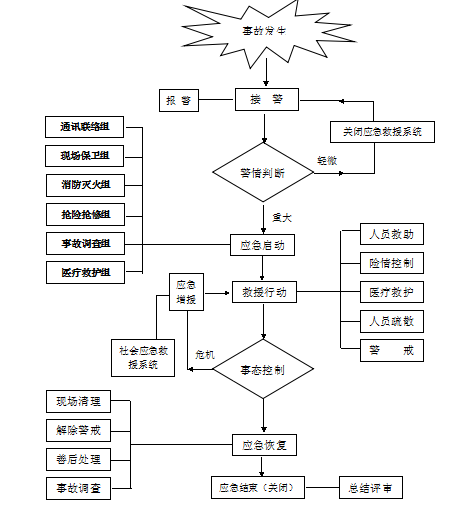 事故发生
报 警
接 警
通讯联络组
关闭应急救援系统
现场保卫组
轻微
警情判断
消防灭火组
抢险抢修组
重大
人员救助
事故调查组
应急启动
险情控制
医疗救护组
应急
增援
救援行动
医疗救护
人员疏散
社会应急救
援系统
危机
警 戒
事态控制
现场清理
解除警戒
应急恢复
善后处理
事故调查
应急结束（关闭）
总结评审